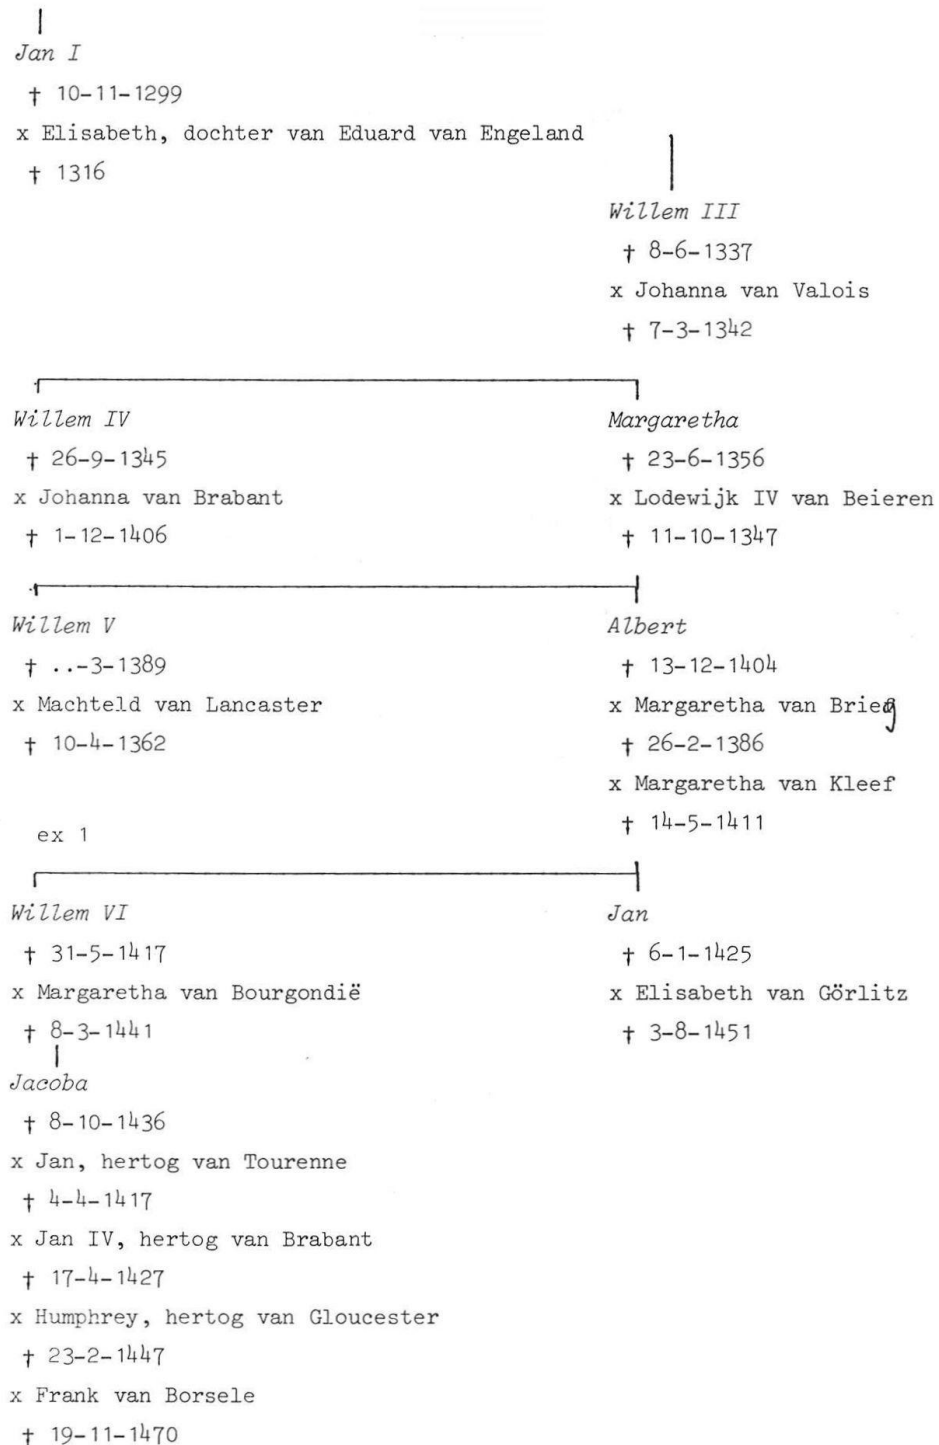 Jan I
† 10-11-1299
x Elisabeth, dochter van Eduard van Engeland
† 1316
Willem III
† 8-6-1337
x Johanna van Valois
† 7-3-1342
Willem IV
† 26-9-1345
x Johanna van Brabant
† 1-12-1406
Margaretha
† 23-6-1356
x Lodewijk IV van Beieren
† 11-10-1347
Willem V
† ..-3-1389
x Machteld van Lancaster
† 10-4-1362
Albert
† 13-12-1404
x Margaretha van Brieg
† 26-2-1386
x Margaretha van Kleef
† 14-5-1411
ex 1
Willem VI
† 31-5-1417
x Margaretha van Bourgondië
† 8-3-1441
Jan
† 6-1-1425
x Elisabeth van Görlitz
† 3-8-1451
Jacoba
† 8-10-1436
x Jan, hertog van Tourenne
† 4-4-1417
x Jan IV, hertog van Brabant
† 17-4-1427
x Humphrey, hertog van Gloucester
† 23-2-1447
x Frank van Borsele
† 19-11-1470